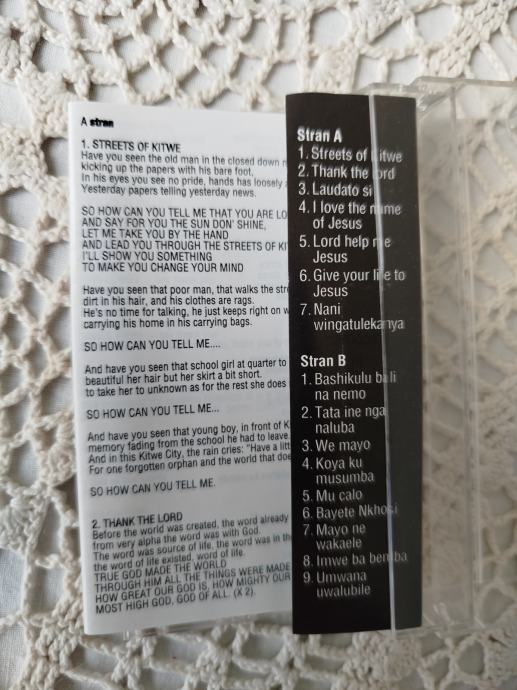 A stran
1. STREETS OF KITWE
Have you seen the old man in the closed down
kicking up the papers with his bare foot,
In his eyes you see no pride, hands has loosely
Yesterday papers telling yesterday news.
SO HOW CAN YOU TELL ME THAT YOU ARE LO
AND SAY FOR YOU THE SUN DON' SHINE,
LET ME TAKE YOU BY THE HAND
AND LEAD YOU THROUGH THE STREETS OF KI
I'LL SHOW YOU SOMETHING
TO MAKE YOU CHANGE YOUR MIND
Have you seen that poor man, that walks the stre
dirt in his hair, and his clothes are rags.
He's no time for talking, he just keeps right on w
carrying his home in his carrying bags.
SO HOW CAN YOU TELL ME....
And have you seen that school girl at quarter to
beautiful her hair but her skirt a bit short.
to take her to unknown as for the rest she does
SO HOW CAN YOU TELL ME...
And have you seen that young boy, in front of K
memory fading from the school he had to leave.
And in this Kitwe City, the rain cries: "Have a litt
For one forgotten orphan and the world that doe
SO HOW CAN YOU TELL ME.
2. THANK THE LORD
Before the world was created, the word already
from very alpha the word was with God.
The word was source of life, the word was in the
the word of life existed, word of life.
TRUE GOD MADE THE WORLD
THROUGH HIM ALL THE THINGS WERE MADE
HOW GREAT OUR GOD IS, HOW MIGHTY OUR
MOST HIGH GOD, GOD OF ALL. (X 2).
Stran A
1. Streets of Kitwe
2. Thank the Lord
3. Laudato si
4. I love the name
of Jesus
5. Lord help me
Jesus
6. Give your life to
Jesus
7. Nani
wingatulekanya
Stran B
1. Bashikulu bali
na nemo
2. Tata ine nga
naluba
3. We mayo
4. Koya ku
musumba
5. Mu calo
6. Bayete Nkhosi
7. Mayo ne
wakaele
8. Imwe ba bemba
9. Umwana
uwalubile